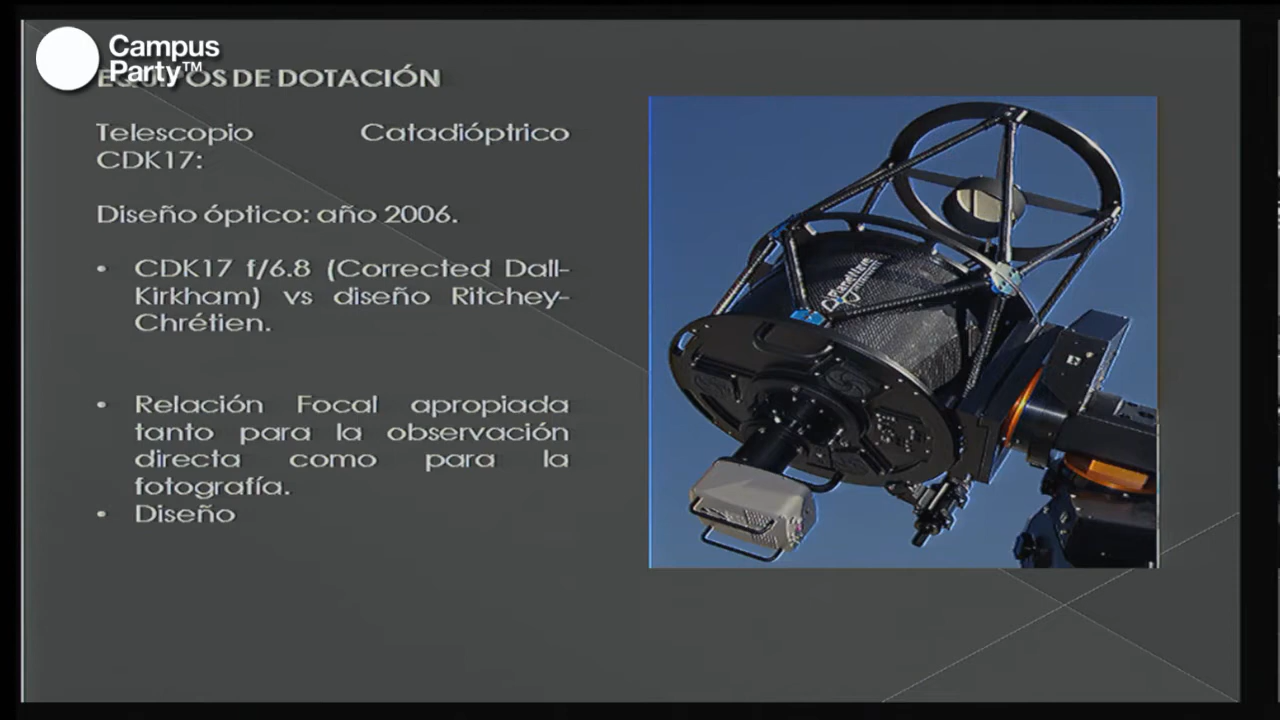 Campus
Party™
EQUIPOS DE DOTACIÓN
Telescopio Catadióptrico
CDK17:
Diseño óptico: año 2006.
• CDK17 f/6.8 (Corrected Dall-
Kirkham) vs diseño Ritchey-
Chrétien.
• Relación Focal apropiada
tanto para la observación
directa como para la
fotografía.
• Diseño
PlaneWave